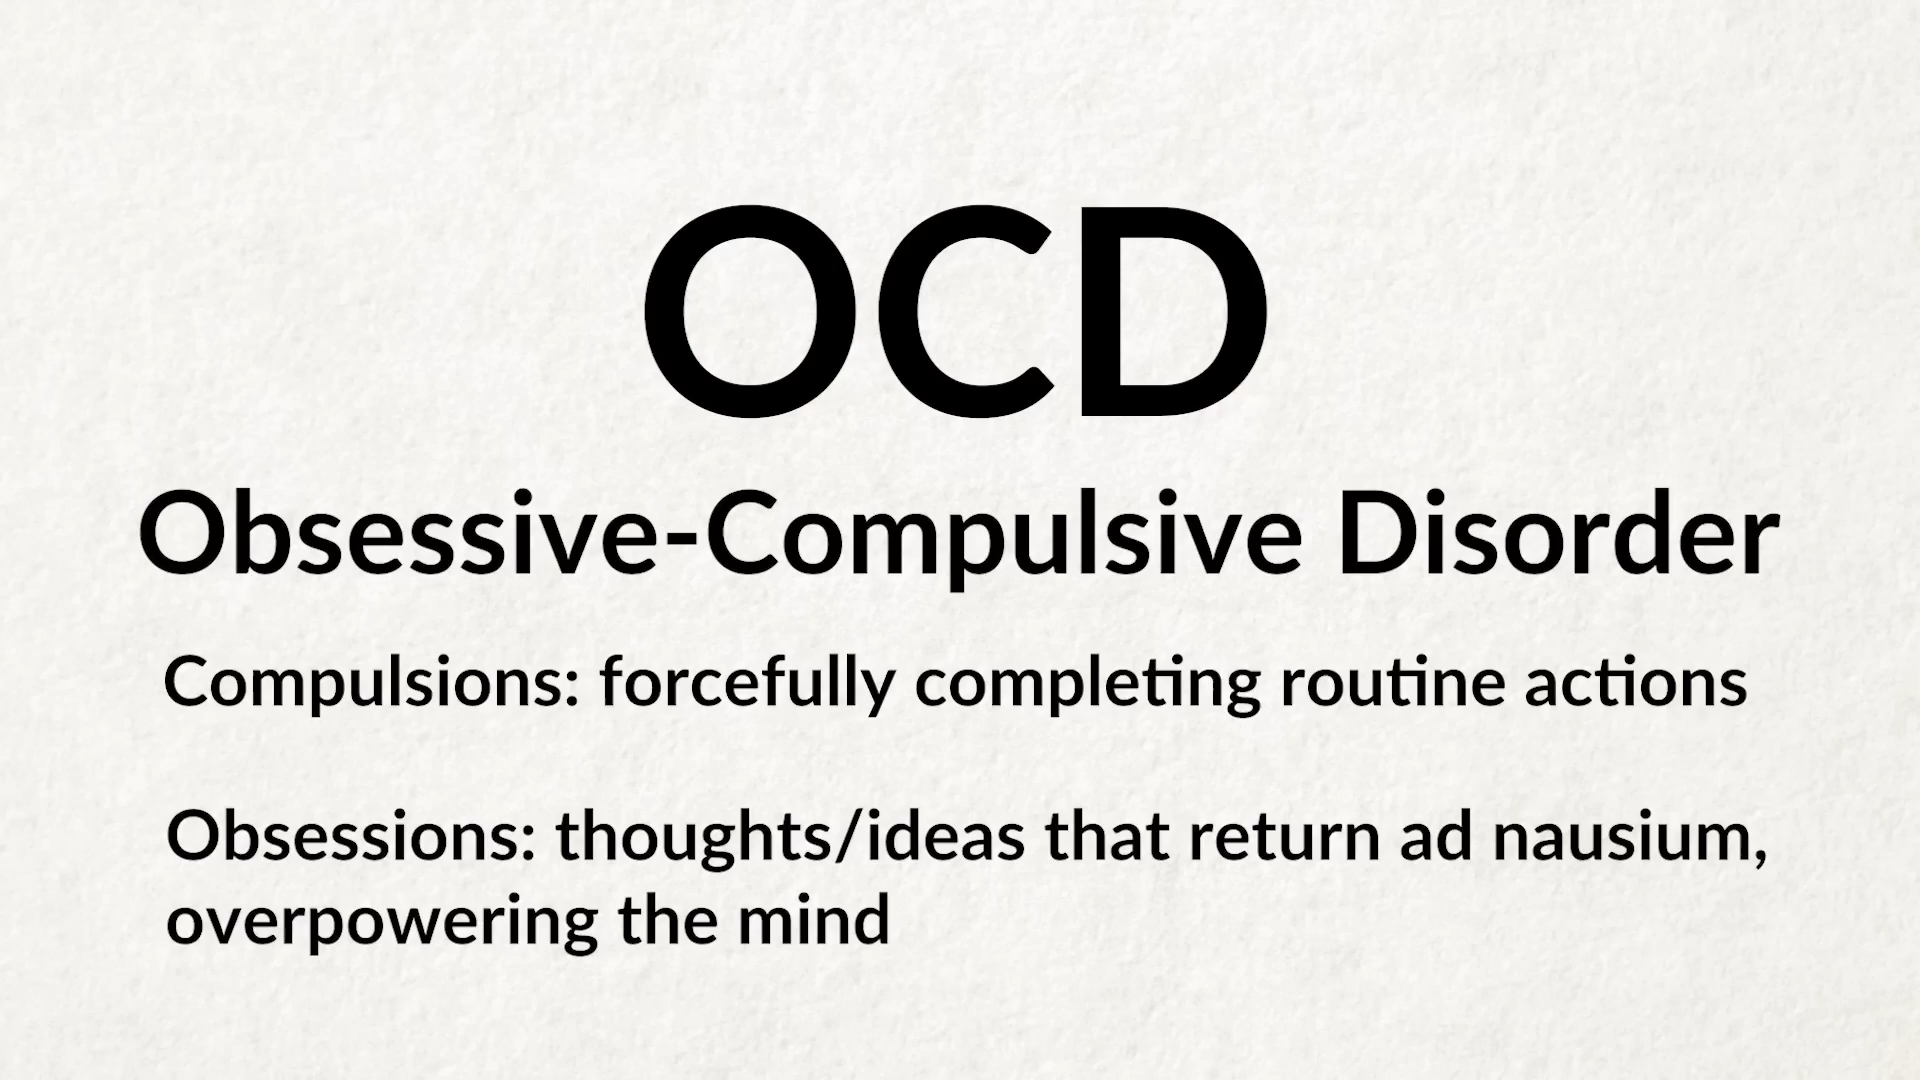 OCD
Obsessive-Compulsive Disorder
Compulsions: forcefully completing routine actions
Obsessions: thoughts/ideas that return ad nausium,
overpowering the mind